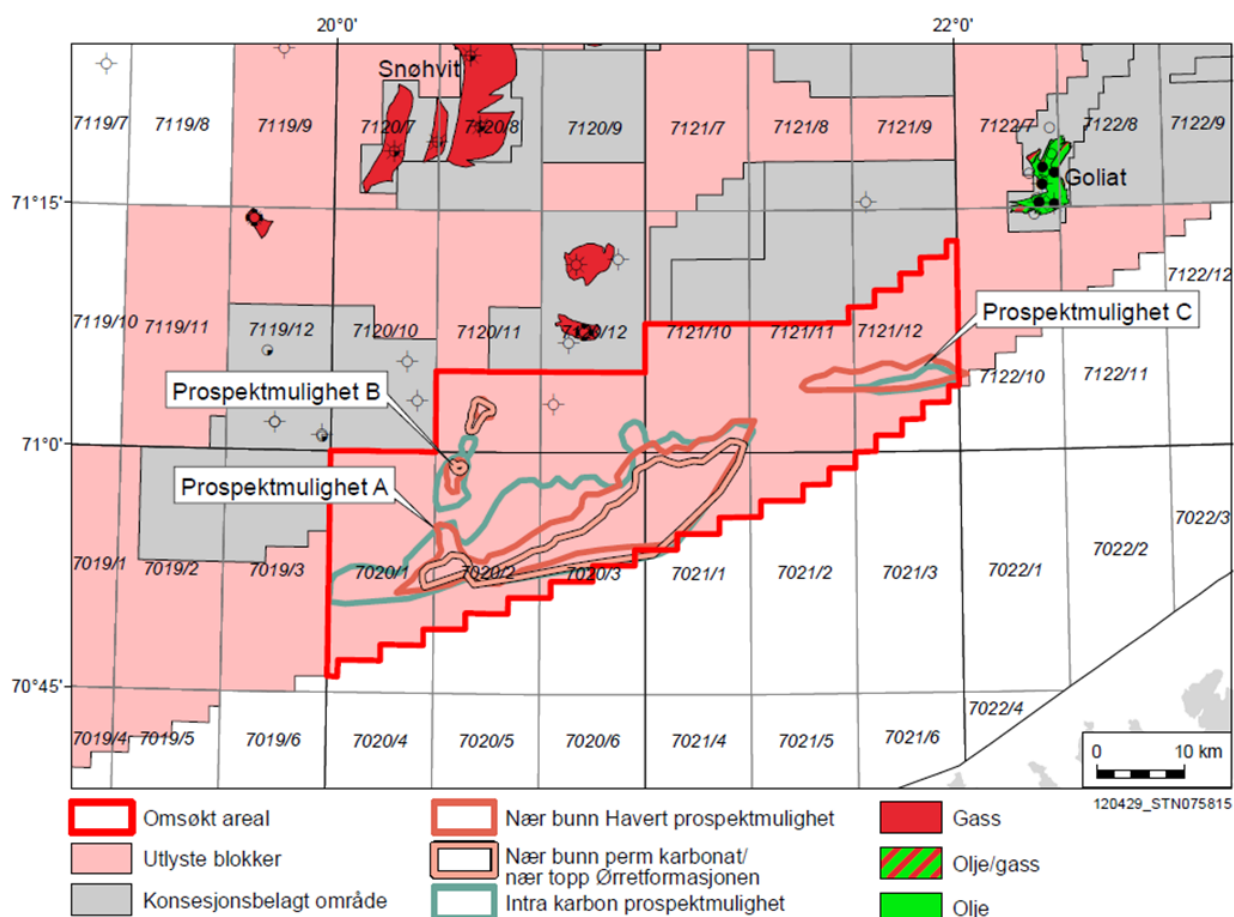 20°0' 22°0'
Snøhvit
7119/7 7119/8 7119/9 7120/7 7120/8 7120/9 7121/7 7121/8 7121/9 7122/7 7122/8 7122/9
Goliat
71°15'
7122/12
7119/10 7119/11 7119/12 7120/10 7120/11 7121/10 7121/11 7121/12
Prospektmulighet C
7122/10 7122/11
Prospektmulighet B
71°0'
Prospektmulighet A
7022/3
7022/2
7019/1 7019/2 7019/3 7020/1 7020/2 7020/3 7021/1 7021/2 7021/3 7022/1
70°45'
7022/4
7019/4 7019/5 7019/6 7020/4 7020/5 7020/6 7021/4 7021/5 7021/6
0 10 km
120429_STN075815
Omsøkt areal
Utlyste blokker
Konsesjonsbelagt område
Nær bunn Havert prospektmulighet
Nær bunn perm karbonat/
nær topp Ørretformasjonen
Intra karbon prospektmulighet
Gass
Olje/gass
Olje